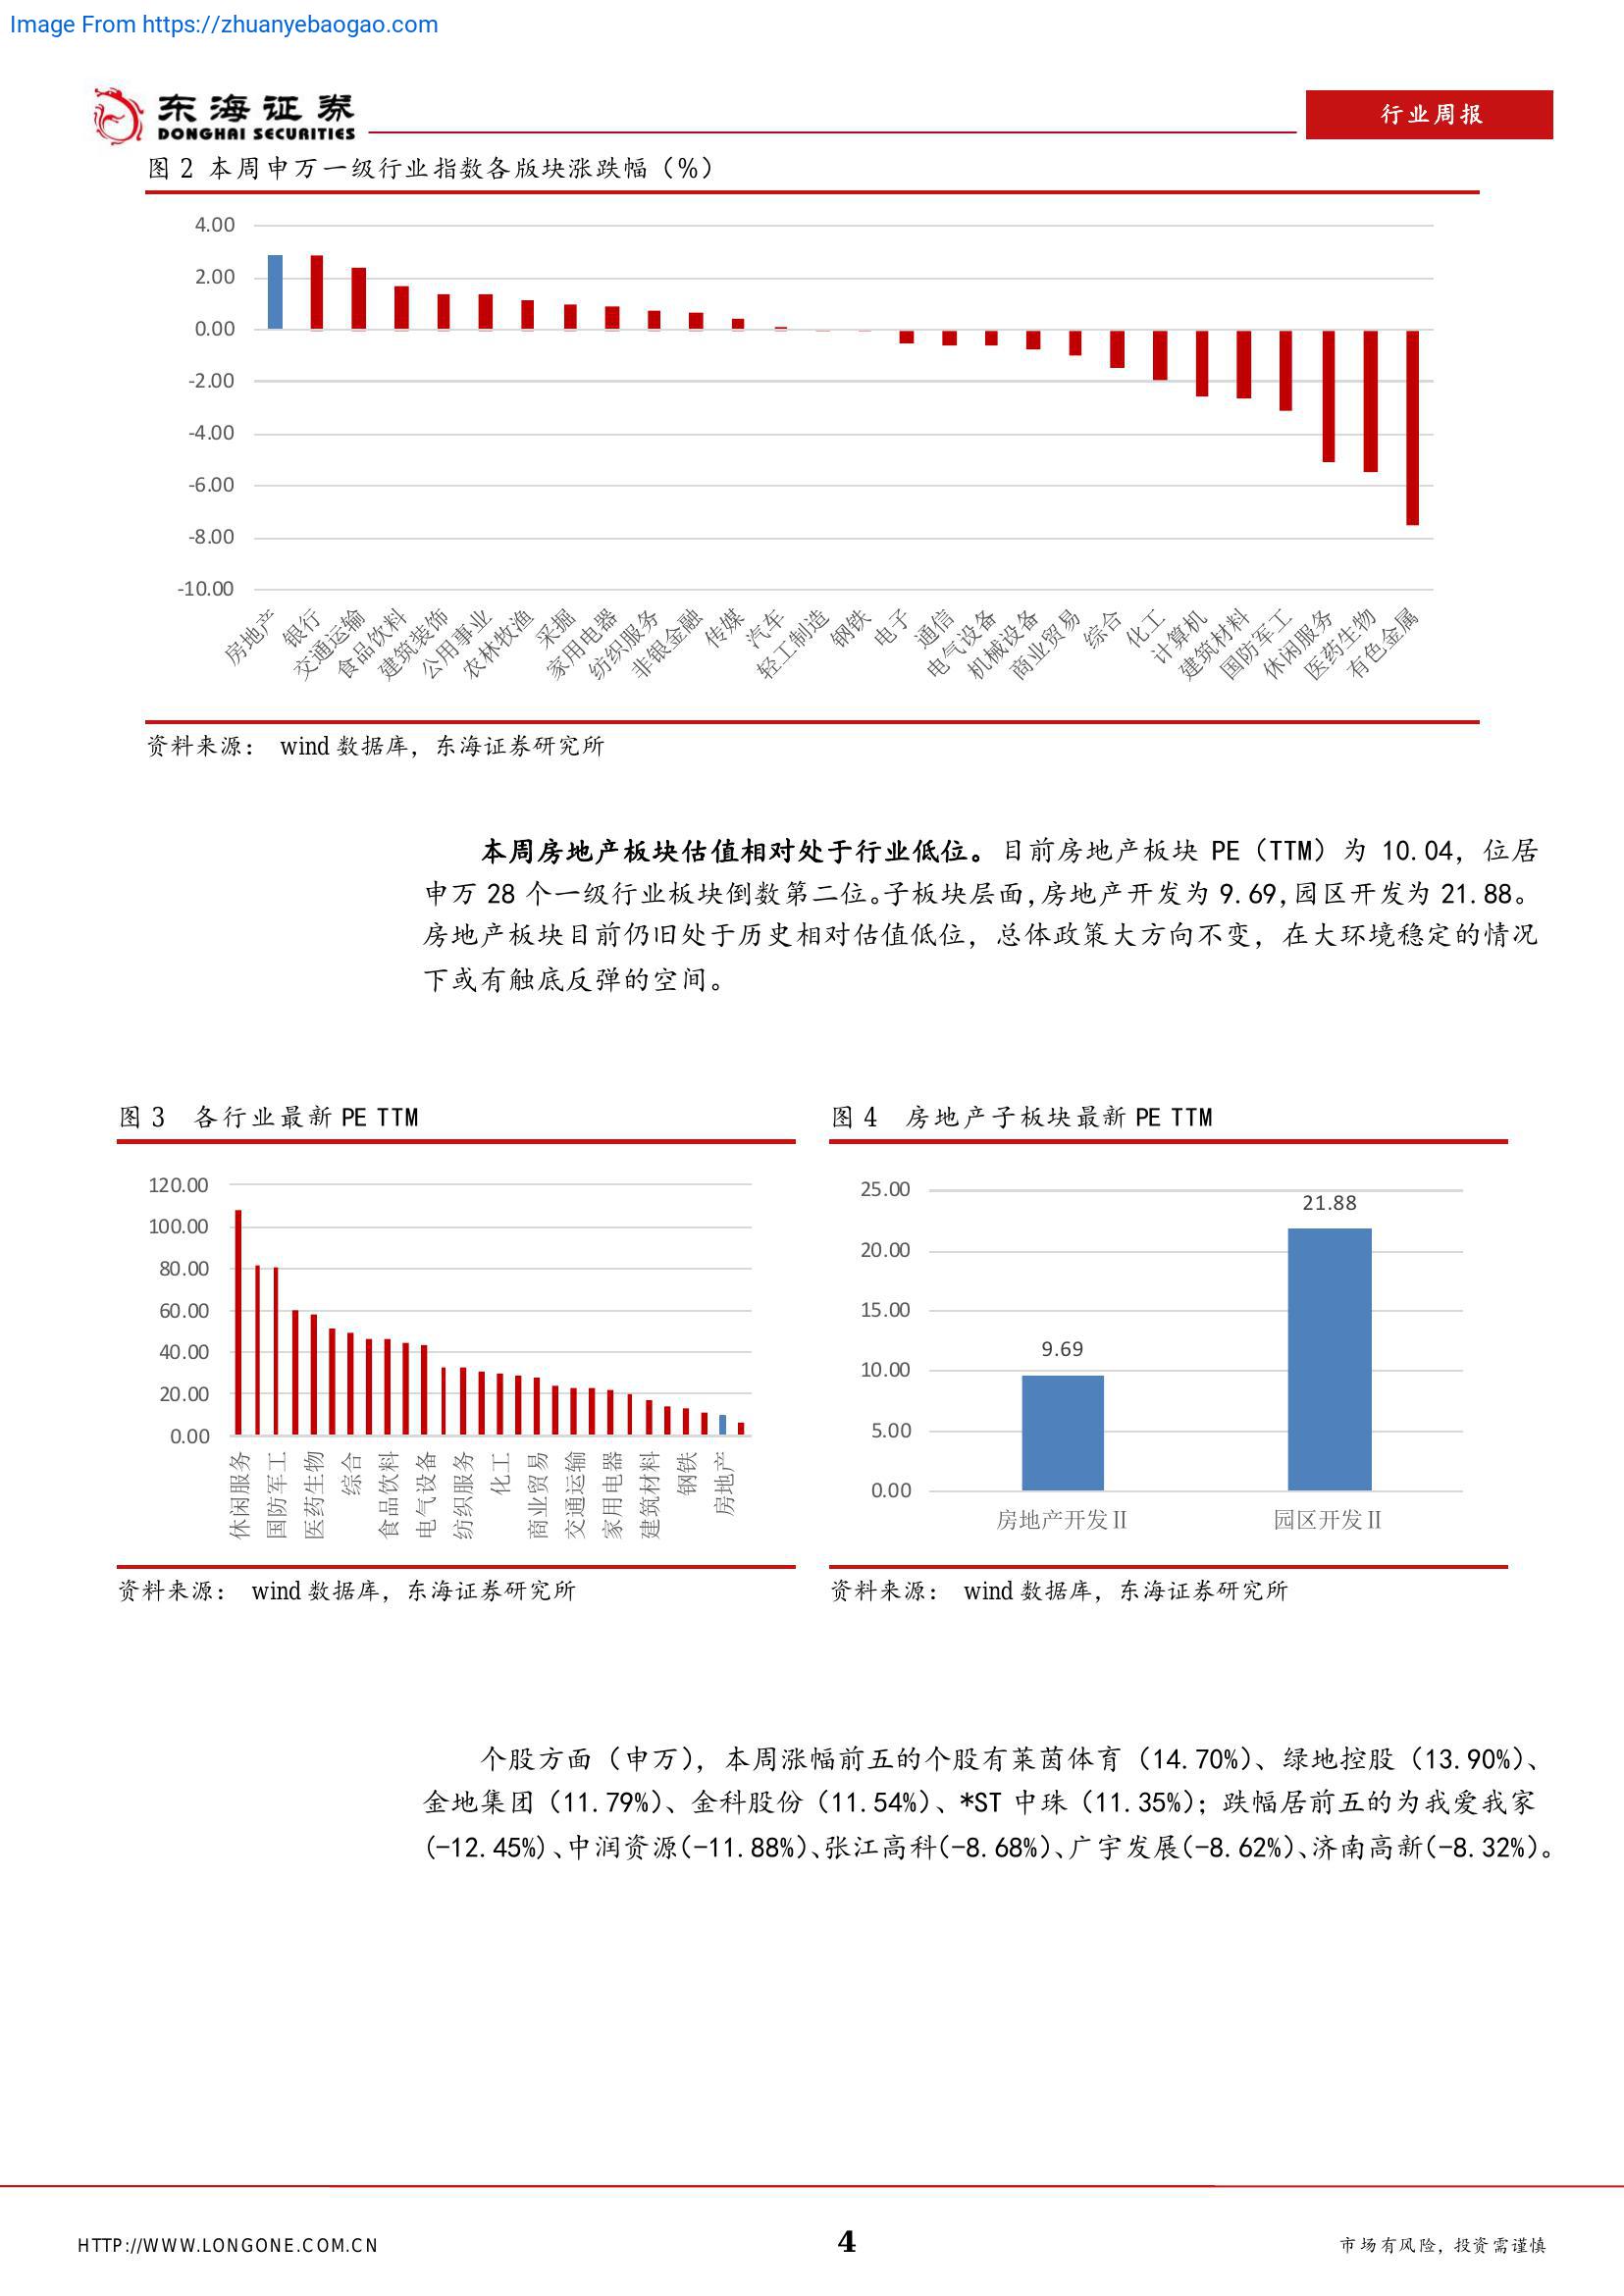 Image From https://zhuanyebaogao.com
东海证券
DONGHAI SECURITIES
行业周报
图 2 本周申万一级行业指数各版块涨跌幅（%）
4.00
2.00
0.00
-2.00
-4.00
-6.00
-8.00
-10.00
房地产
银行
交通运输
食品饮料
建筑装饰
公用事业
农林牧渔
采掘
家用电器
纺织服务
非银金融
传媒
汽车
轻工制造
钢铁
电子
通信
电气设备
机械设备
商业贸易
综合
化工
计算机
建筑材料
国防军工
休闲服务
医药生物
有色金属
资料来源： wind 数据库，东海证券研究所
本周房地产板块估值相对处于行业低位。目前房地产板块 PE（TTM）为 10.04，位居
申万 28 个一级行业板块倒数第二位。子板块层面，房地产开发为 9.69，园区开发为 21.88。
房地产板块目前仍旧处于历史相对估值低位，总体政策大方向不变，在大环境稳定的情况
下或有触底反弹的空间。
图 3 各行业最新 PE TTM
120.00
100.00
80.00
60.00
40.00
20.00
0.00
休闲服务
国防军工
医药生物
综合
食品饮料
电气设备
纺织服务
化工
商业贸易
交通运输
家用电器
建筑材料
钢铁
房地产
资料来源： wind 数据库，东海证券研究所
图 4 房地产子板块最新 PE TTM
25.00
20.00
15.00
10.00
5.00
0.00
9.69
21.88
房地产开发Ⅱ
园区开发Ⅱ
资料来源： wind 数据库，东海证券研究所
个股方面（申万），本周涨幅前五的个股有莱茵体育（14.70%）、绿地控股（13.90%）、
金地集团（11.79%）、金科股份（11.54%）、*ST 中珠（11.35%）；跌幅居前五的为我爱我家
(-12.45%)、中润资源(-11.88%)、张江高科(-8.68%)、广宇发展(-8.62%)、济南高新(-8.32%)。
HTTP://WWW.LONGONE.COM.CN
4
市场有风险，投资需谨慎